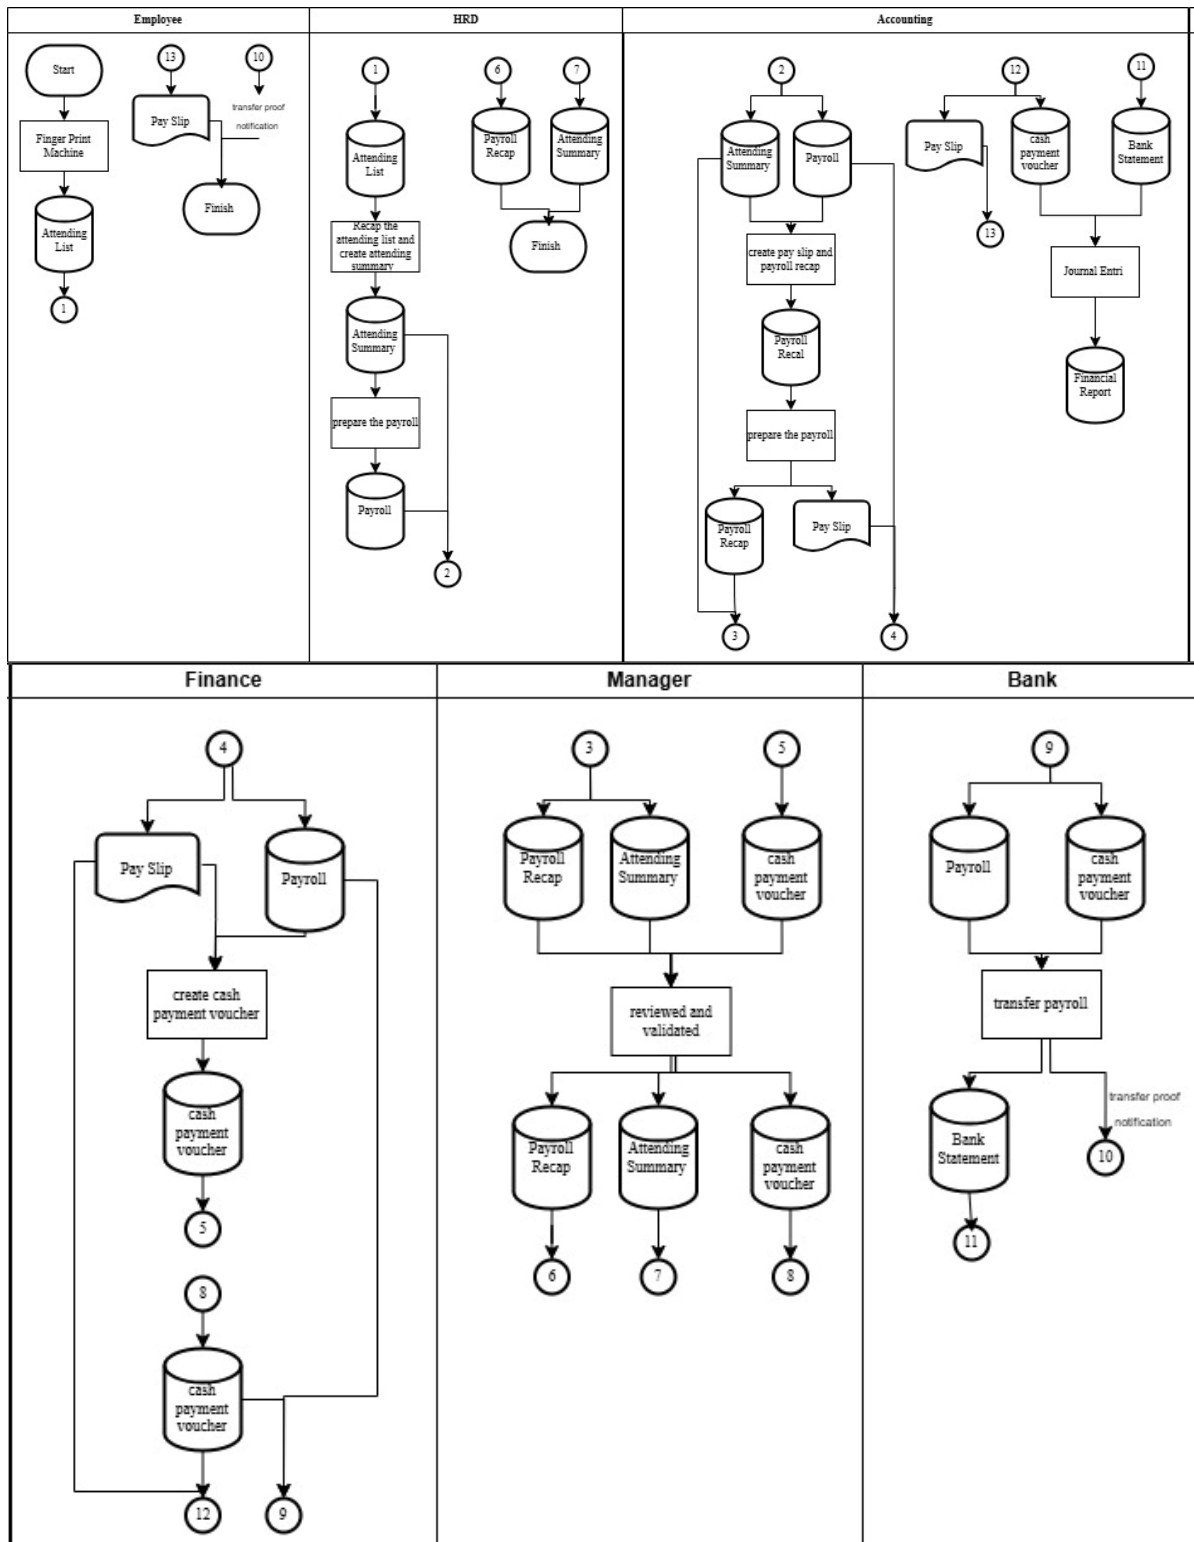 Employee
HRD
Accounting
Start
Finger Print
Machine
Attending
List
1
13
Pay Slip
10
transfer proof
notification
Finish
1
Attending
List
Recap the
attending list and
create attending
summary
Attending
Summary
prepare the payroll
Payroll
2
6
Payroll
Recap
7
Attending
Summary
Finish
2
Attending
Summary
Payroll
create pay slip and
payroll recap
Payroll
Recal
prepare the payroll
Payroll
Recap
Pay Slip
3
4
12
Pay Slip
13
cash
payment
voucher
11
Bank
Statement
Journal Entri
Financial
Report
Finance
Manager
Bank
4
Pay Slip
Payroll
create cash
payment voucher
cash
payment
voucher
5
8
cash
payment
voucher
12
9
3
5
Payroll
Recap
Attending
Summary
cash
payment
voucher
reviewed and
validated
Payroll
Recap
Attending
Summary
cash
payment
voucher
6
7
8
9
Payroll
cash
payment
voucher
transfer payroll
transfer proof
notification
Bank
Statement
10
11